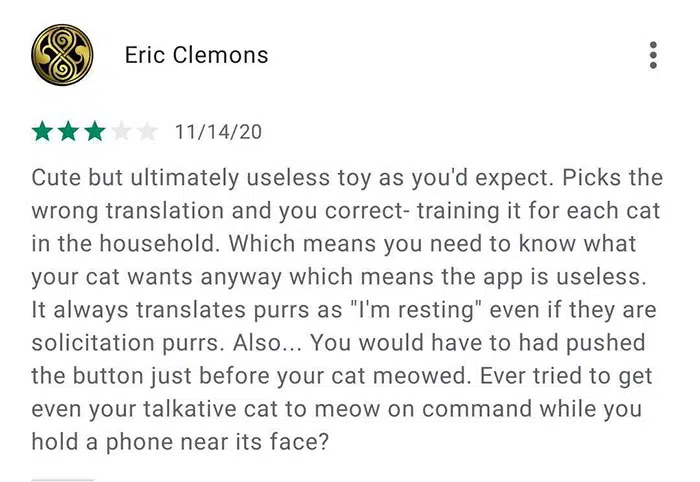 Eric Clemons
11/14/20
Cute but ultimately useless toy as you'd expect. Picks the
wrong translation and you correct- training it for each cat
in the household. Which means you need to know what
your cat wants anyway which means the app is useless.
It always translates purrs as "I'm resting" even if they are
solicitation purrs. Also... You would have to had pushed
the button just before your cat meowed. Ever tried to get
even your talkative cat to meow on command while you
hold a phone near its face?